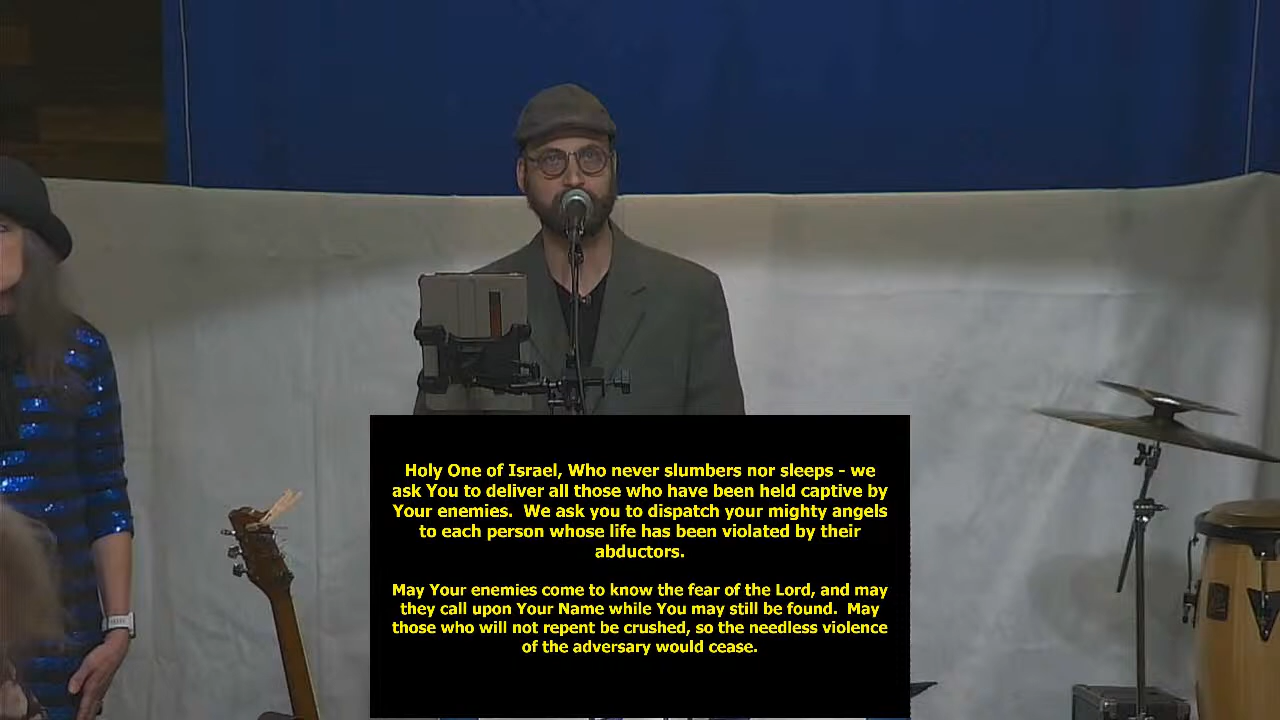 Holy One of Israel, Who never slumbers nor sleeps - we
ask You to deliver all those who have been held captive by
Your enemies.  We ask you to dispatch your mighty angels
to each person whose life has been violated by their
abductors.
May Your enemies come to know the fear of the Lord, and may
they call upon Your Name while You may still be found.  May
those who will not repent be crushed, so the needless violence
of the adversary would cease.